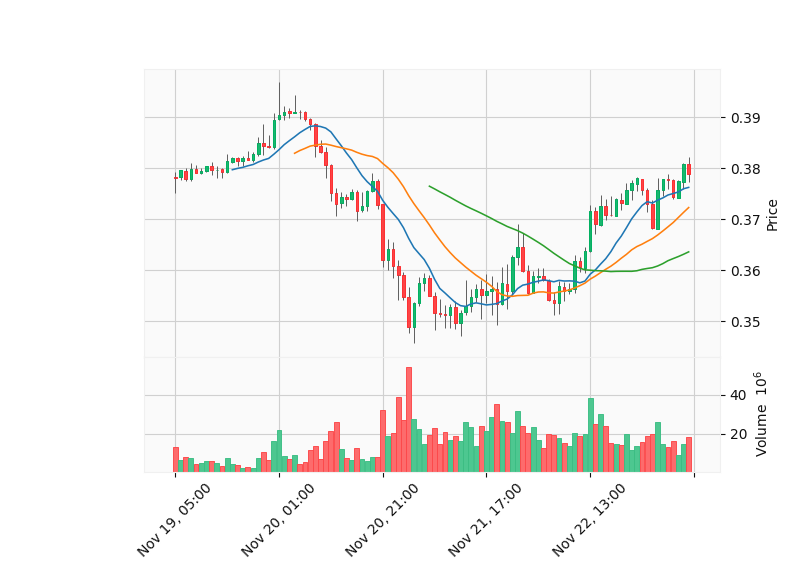 0.39
0.38
0.37
0.36
0.35
Price
40
20
Volume 10^6
Nov 19, 05:00
Nov 20, 01:00
Nov 20, 21:00
Nov 21, 17:00
Nov 22, 13:00